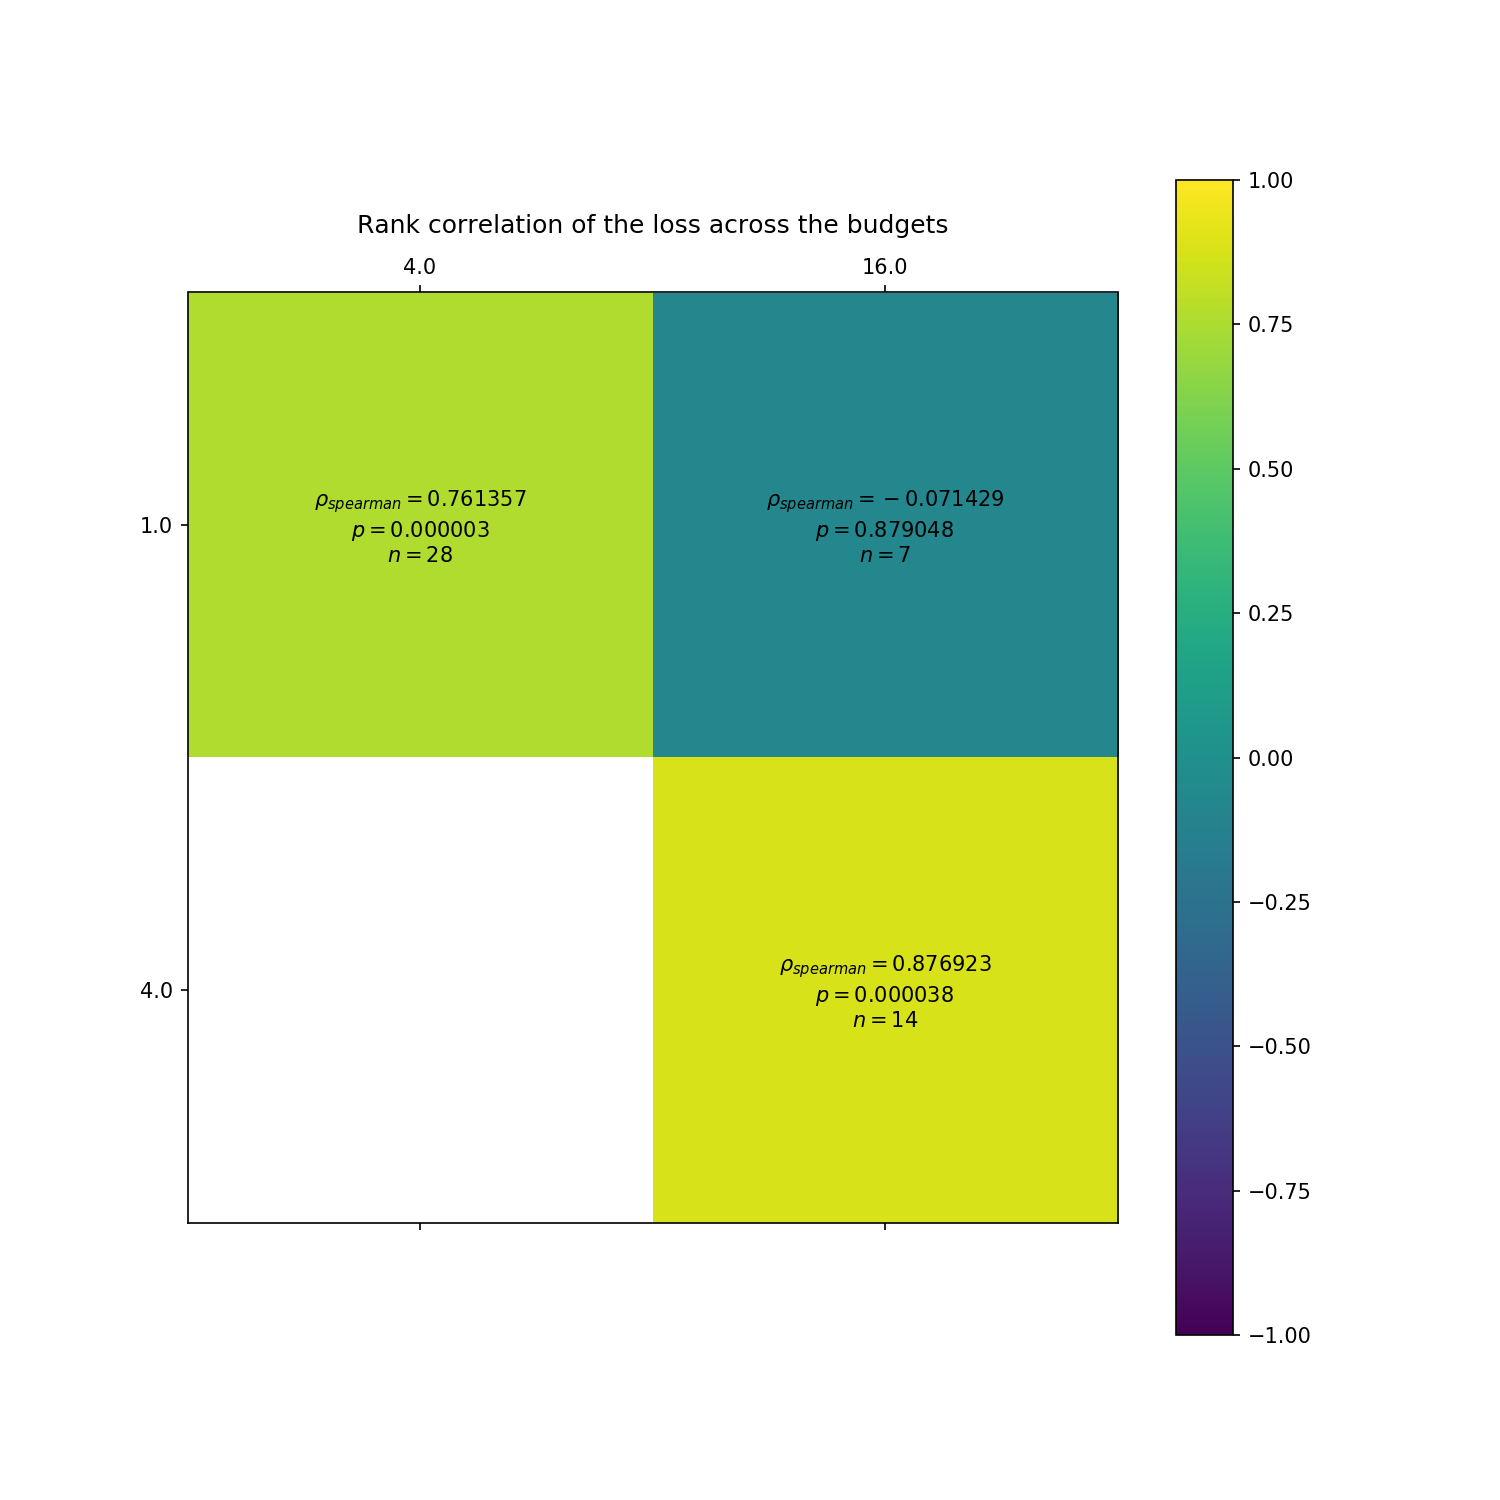 Rank correlation of the loss across the budgets
4.0 16.0
1.0
ρspearman = 0.761357
p = 0.000003
n = 28
ρspearman = −0.071429
p = 0.879048
n = 7
4.0
ρspearman = 0.876923
p = 0.000038
n = 14
1.00
0.75
0.50
0.25
0.00
−0.25
−0.50
−0.75
−1.00